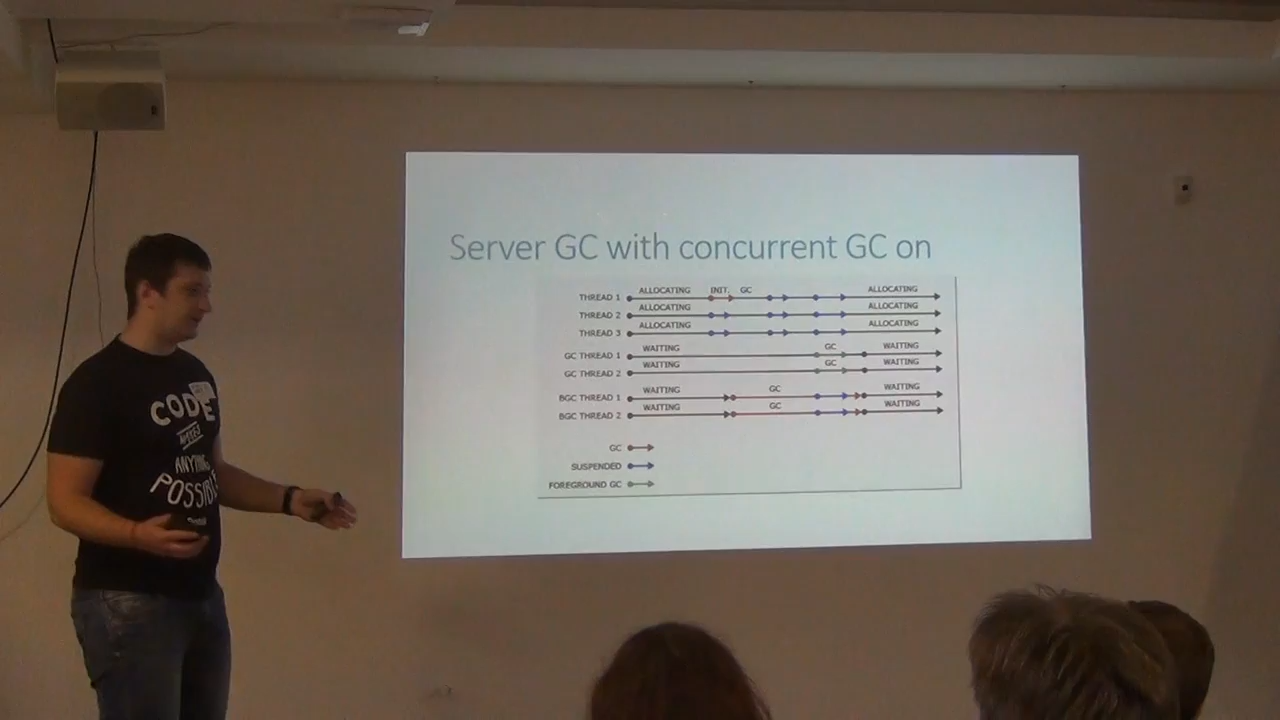 Server GC with concurrent GC on
ALLOCATING INIT. GC ALLOCATING
THREAD 1
ALLOCATING ALLOCATING
THREAD 2
ALLOCATING ALLOCATING
THREAD 3
WAITING GC WAITING
GC THREAD 1
WAITING GC WAITING
GC THREAD 2
WAITING GC WAITING
BGC THREAD 1
WAITING GC WAITING
BGC THREAD 2
GC
SUSPENDED
FOREGROUND GC
CODE
MAKES
ANYTHING
POSSIBLE